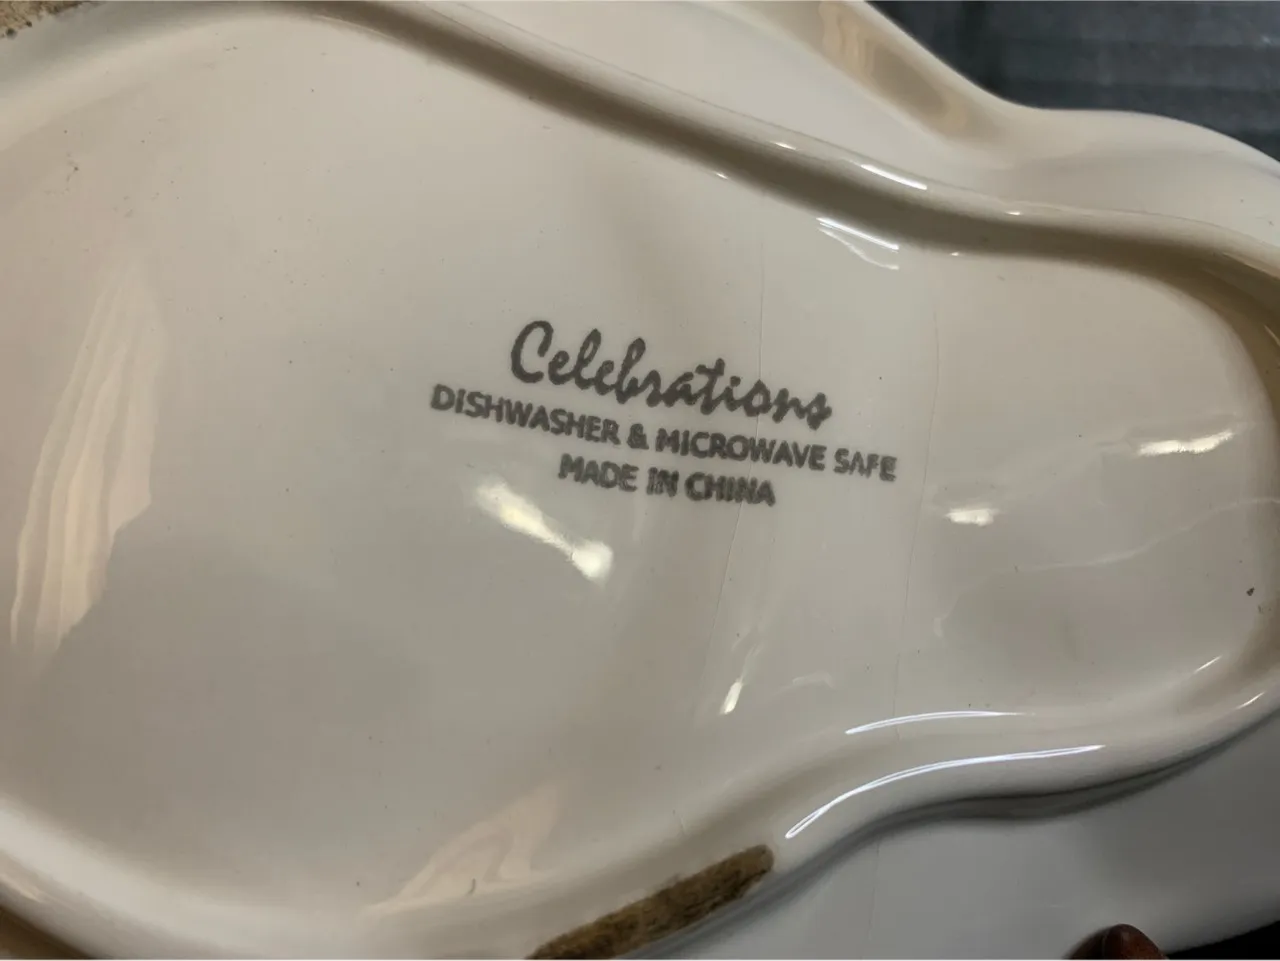 Celebrations
DISHWASHER & MICROWAVE SAFE
MADE IN CHINA